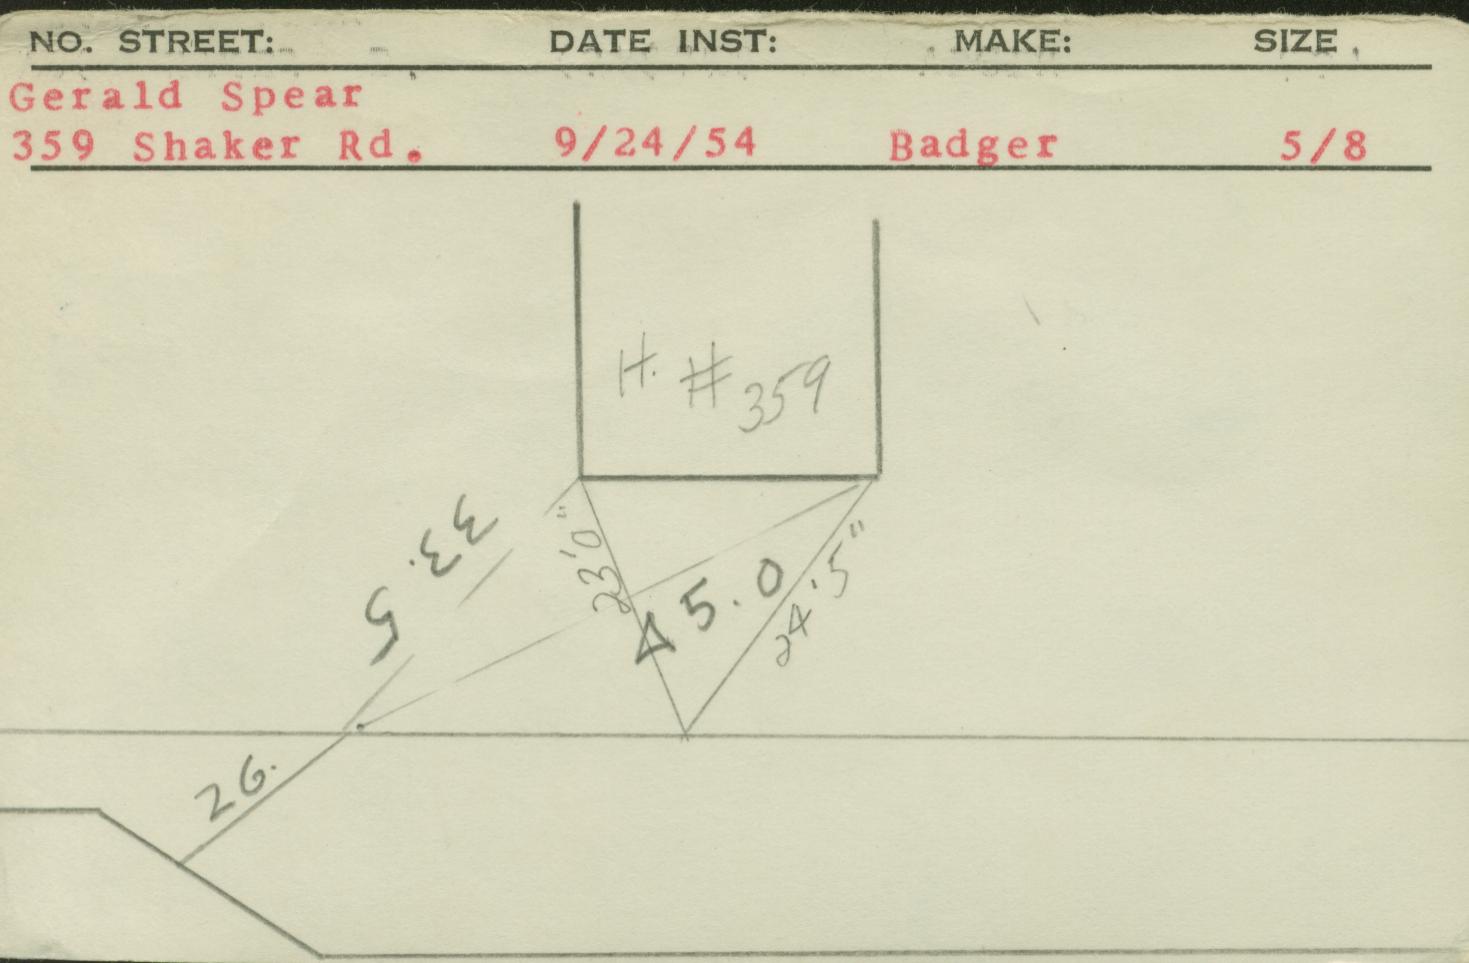 NO. STREET: DATE INST: MAKE: SIZE
Gerald Spear
359 Shaker Rd. 9/24/54 Badger 5/8
H. #359
33.5
23'0"
45.0
24'5"
26.